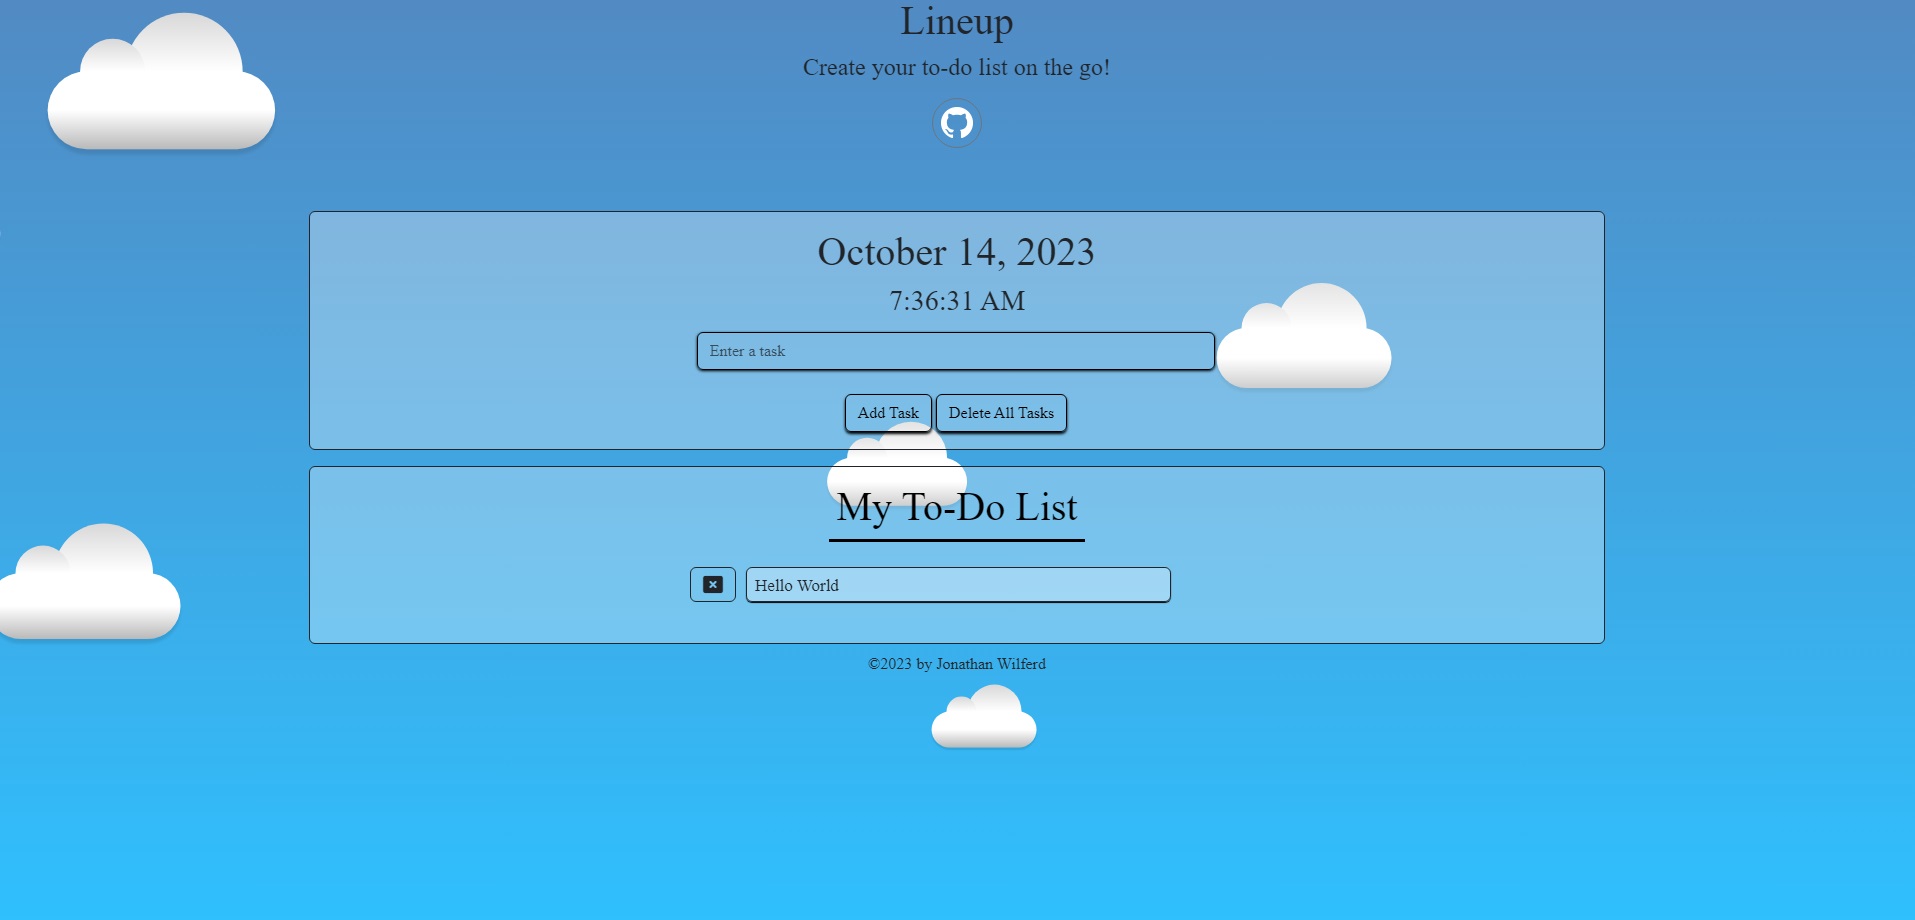 Lineup
Create your to-do list on the go!
October 14, 2023
7:36:31 AM
Enter a task
Add Task Delete All Tasks
My To-Do List
Hello World
©2023 by Jonathan Wilferd